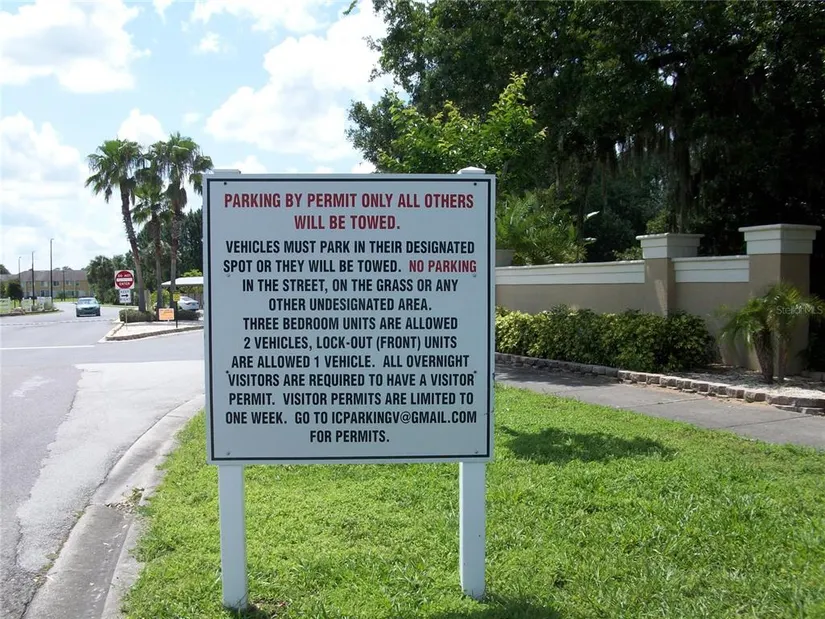 PARKING BY PERMIT ONLY ALL OTHERS
WILL BE TOWED.
VEHICLES MUST PARK IN THEIR DESIGNATED
SPOT OR THEY WILL BE TOWED. NO PARKING
IN THE STREET, ON THE GRASS OR ANY
OTHER UNDESIGNATED AREA.
THREE BEDROOM UNITS ARE ALLOWED
2 VEHICLES, LOCK-OUT (FRONT) UNITS
ARE ALLOWED 1 VEHICLE. ALL OVERNIGHT
VISITORS ARE REQUIRED TO HAVE A VISITOR
PERMIT. VISITOR PERMITS ARE LIMITED TO
ONE WEEK. GO TO ICPARKINGV@GMAIL.COM
FOR PERMITS.
DO NOT
ENTER